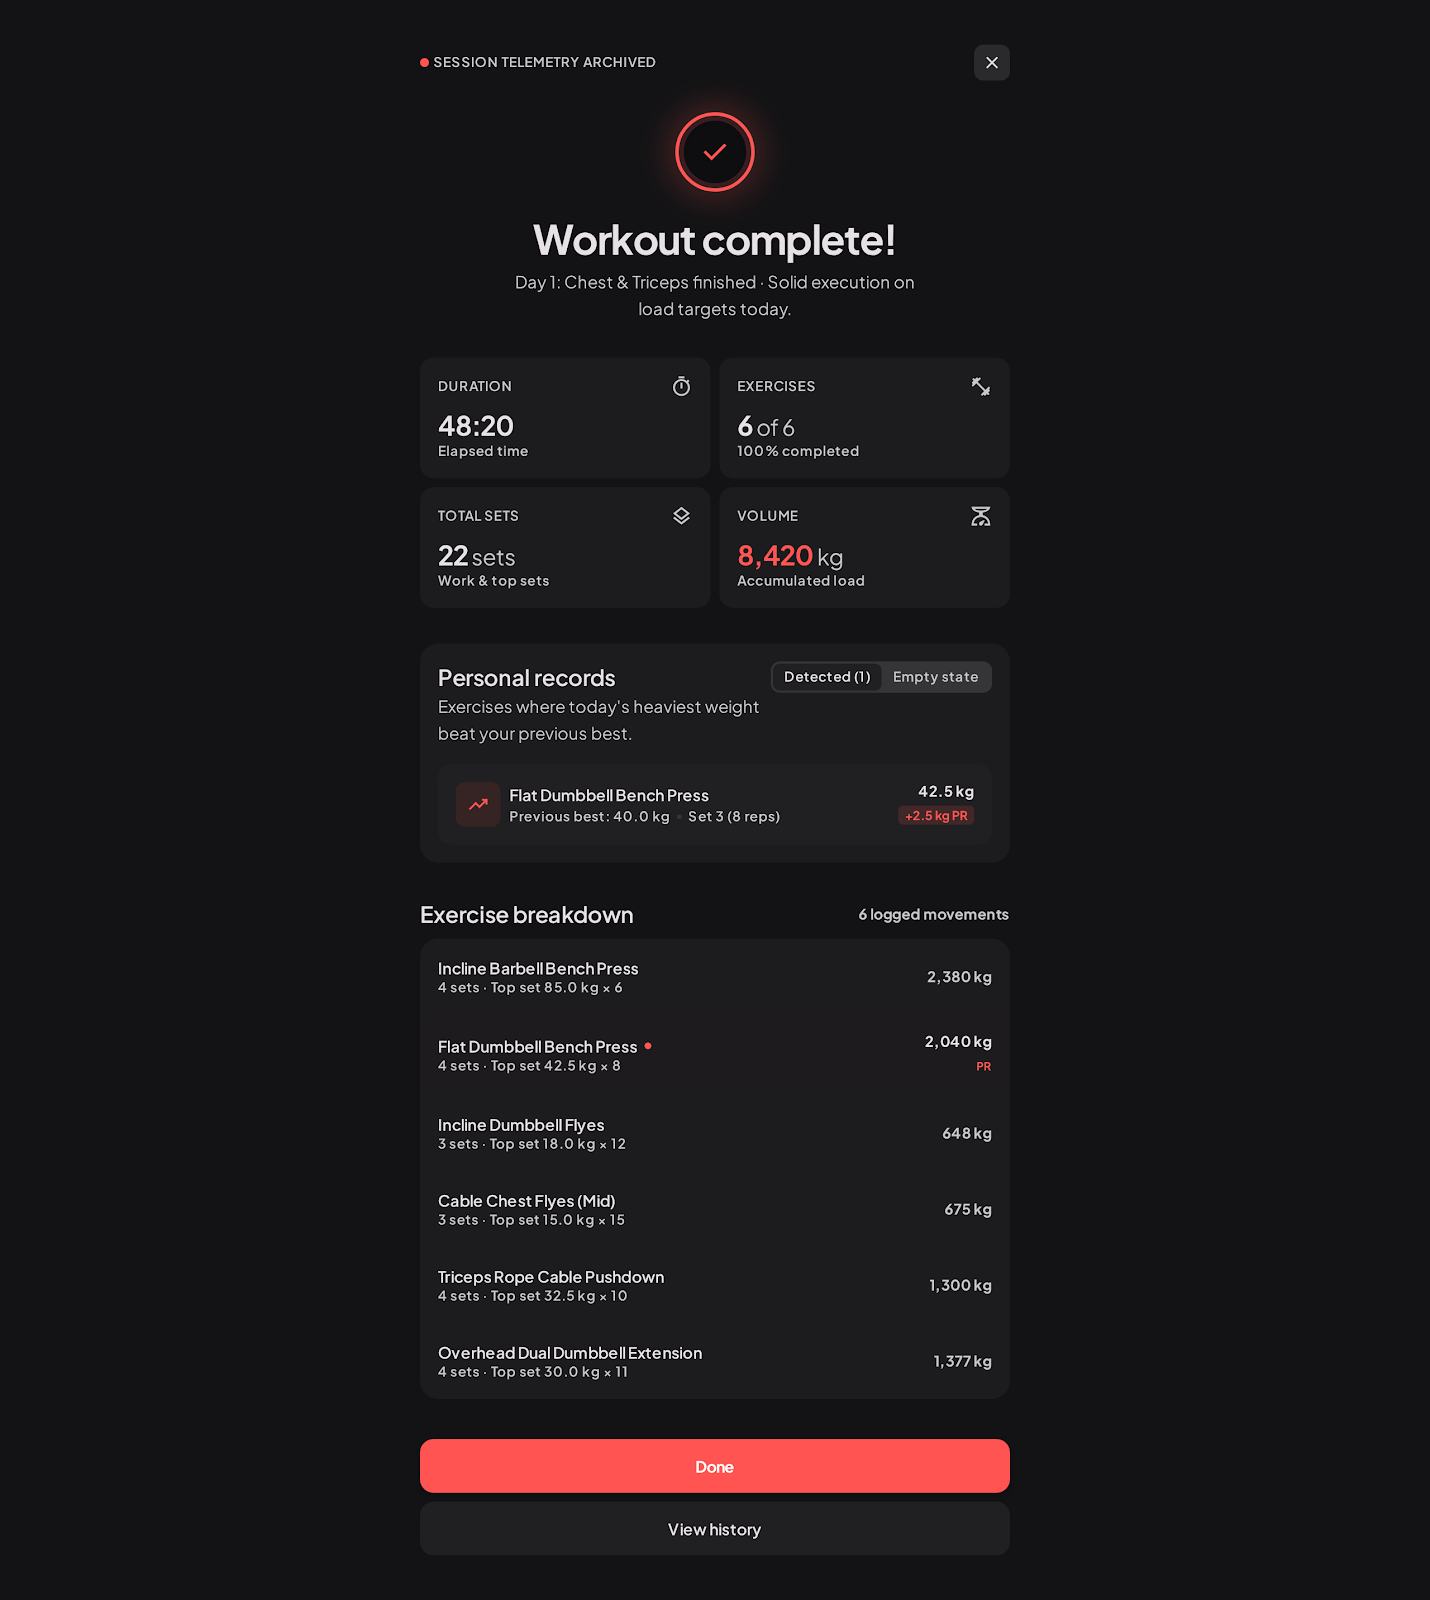 SESSION TELEMETRY ARCHIVED
Workout complete!
Day 1: Chest & Triceps finished · Solid execution on
load targets today.
DURATION
48:20
Elapsed time
EXERCISES
6 of 6
100% completed
TOTAL SETS
22 sets
Work & top sets
VOLUME
8,420 kg
Accumulated load
Personal records
Detected (1)
Empty state
Exercises where today's heaviest weight
beat your previous best.
Flat Dumbbell Bench Press
42.5 kg
Previous best: 40.0 kg • Set 3 (8 reps)
+2.5 kg PR
Exercise breakdown
6 logged movements
Incline Barbell Bench Press
4 sets · Top set 85.0 kg × 6
2,380 kg
Flat Dumbbell Bench Press
4 sets · Top set 42.5 kg × 8
2,040 kg
PR
Incline Dumbbell Flyes
3 sets · Top set 18.0 kg × 12
648 kg
Cable Chest Flyes (Mid)
3 sets · Top set 15.0 kg × 15
675 kg
Triceps Rope Cable Pushdown
4 sets · Top set 32.5 kg × 10
1,300 kg
Overhead Dual Dumbbell Extension
4 sets · Top set 30.0 kg × 11
1,377 kg
Done
View history